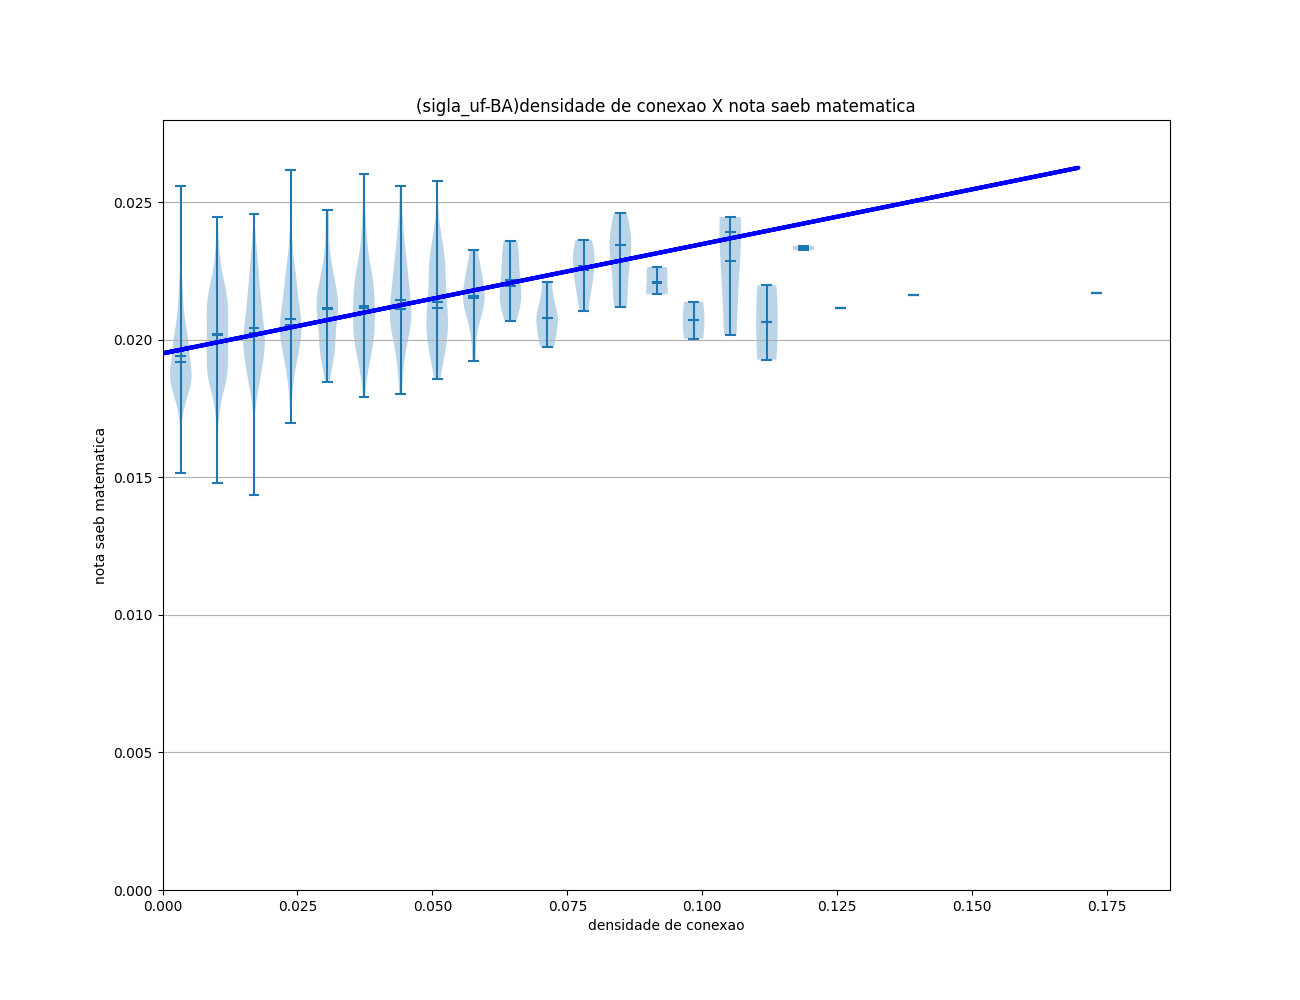 (sigla_uf-BA)densidade de conexao X nota saeb matematica
0.025
0.020
0.015
0.010
0.005
0.000
nota saeb matematica
0.000 0.025 0.050 0.075 0.100 0.125 0.150 0.175
densidade de conexao